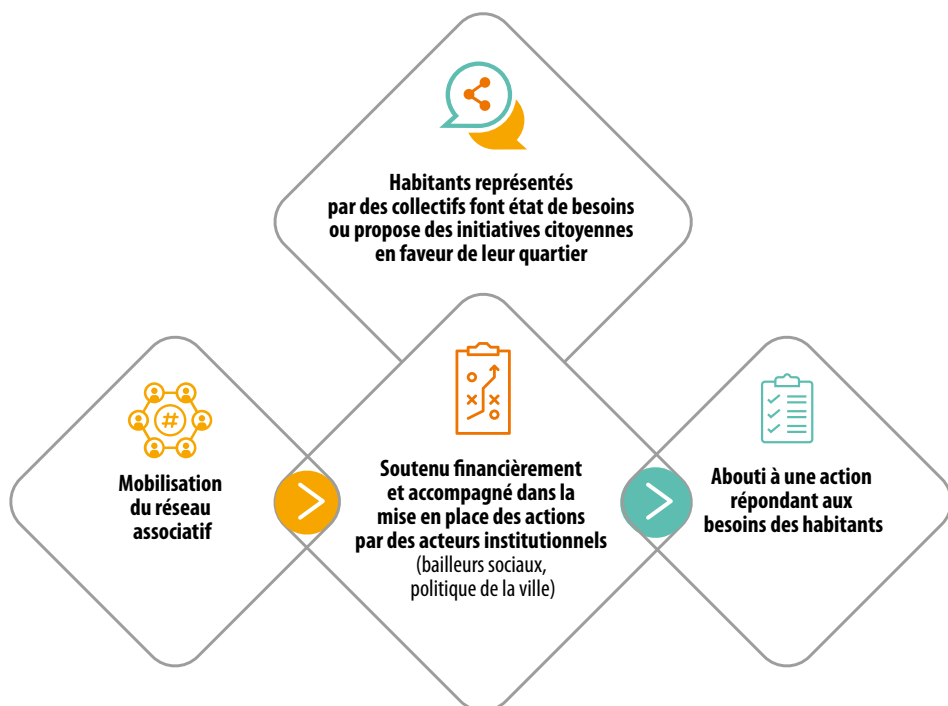 Habitants représentés
par des collectifs font état de besoins
ou propose des initiatives citoyennes
en faveur de leur quartier
#
Mobilisation
du réseau
associatif
Soutenu financièrement
et accompagné dans la
mise en place des actions
par des acteurs institutionnels
(bailleurs sociaux,
politique de la ville)
Abouti à une action
répondant aux
besoins des habitants